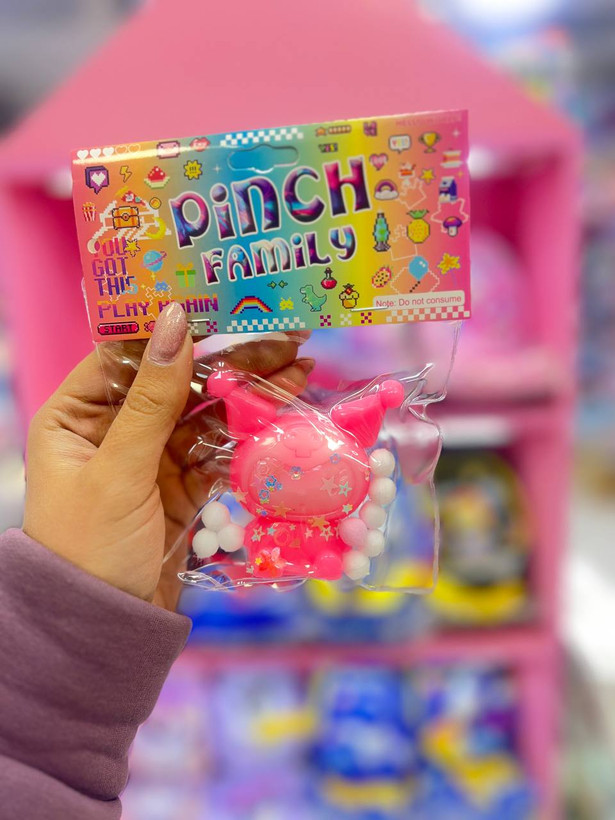 PINCH
FAMILY
YOU
GOT
THIS
PLAY AGAIN
START
Note: Do not consume